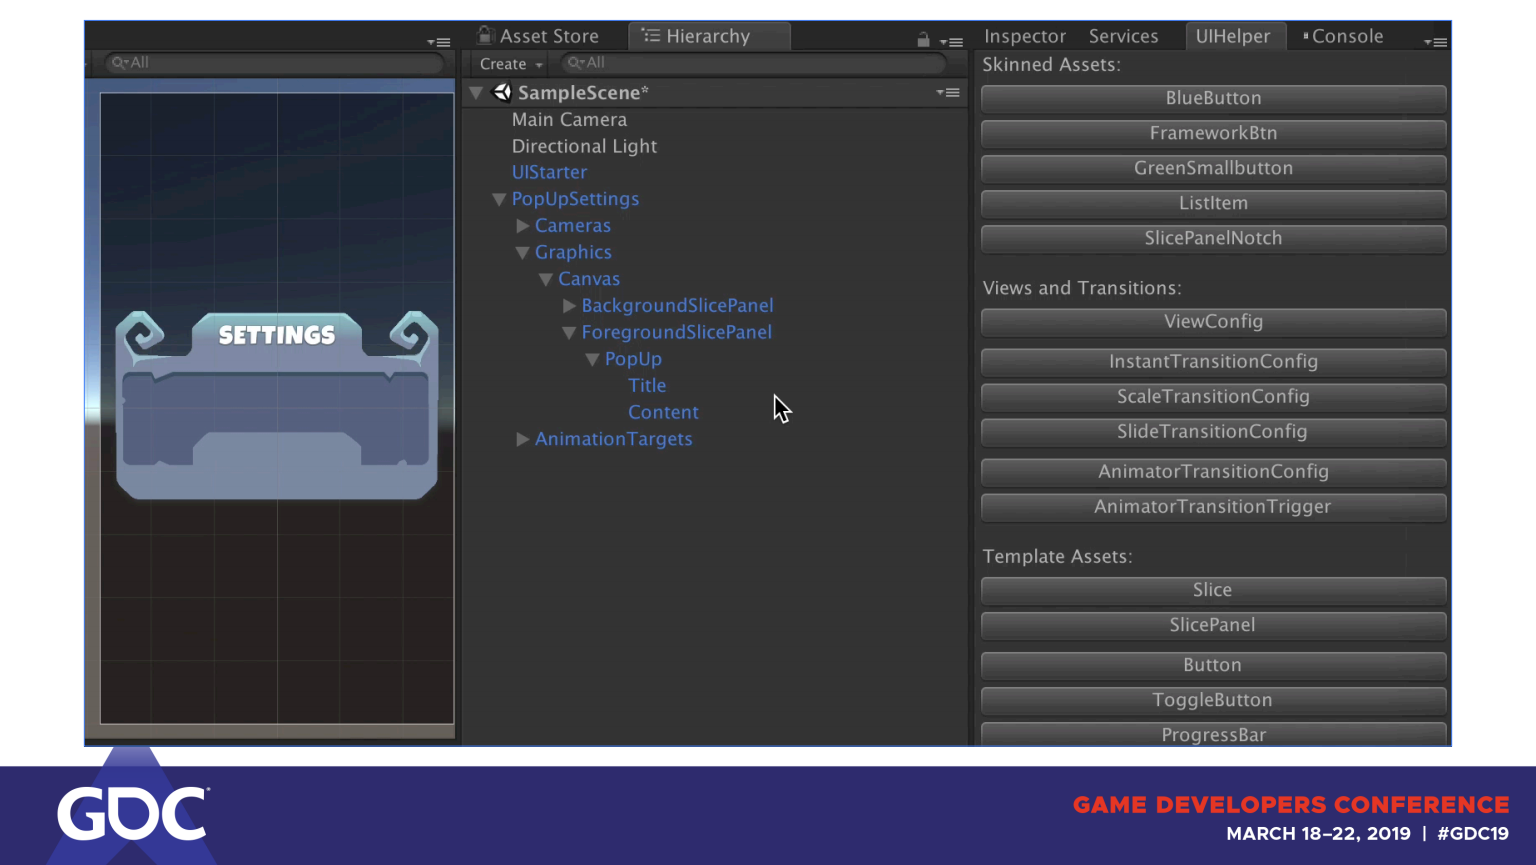 All
SETTINGS
Asset Store
Hierarchy
Create
All
SampleScene*
Main Camera
Directional Light
UIStarter
PopUpSettings
Cameras
Graphics
Canvas
BackgroundSlicePanel
ForegroundSlicePanel
PopUp
Title
Content
AnimationTargets
Inspector
Services
UIHelper
Console
Skinned Assets:
BlueButton
FrameworkBtn
GreenSmallbutton
ListItem
SlicePanelNotch
Views and Transitions:
ViewConfig
InstantTransitionConfig
ScaleTransitionConfig
SlideTransitionConfig
AnimatorTransitionConfig
AnimatorTransitionTrigger
Template Assets:
Slice
SlicePanel
Button
ToggleButton
ProgressBar
GDC
GAME DEVELOPERS CONFERENCE
MARCH 18–22, 2019 | #GDC19